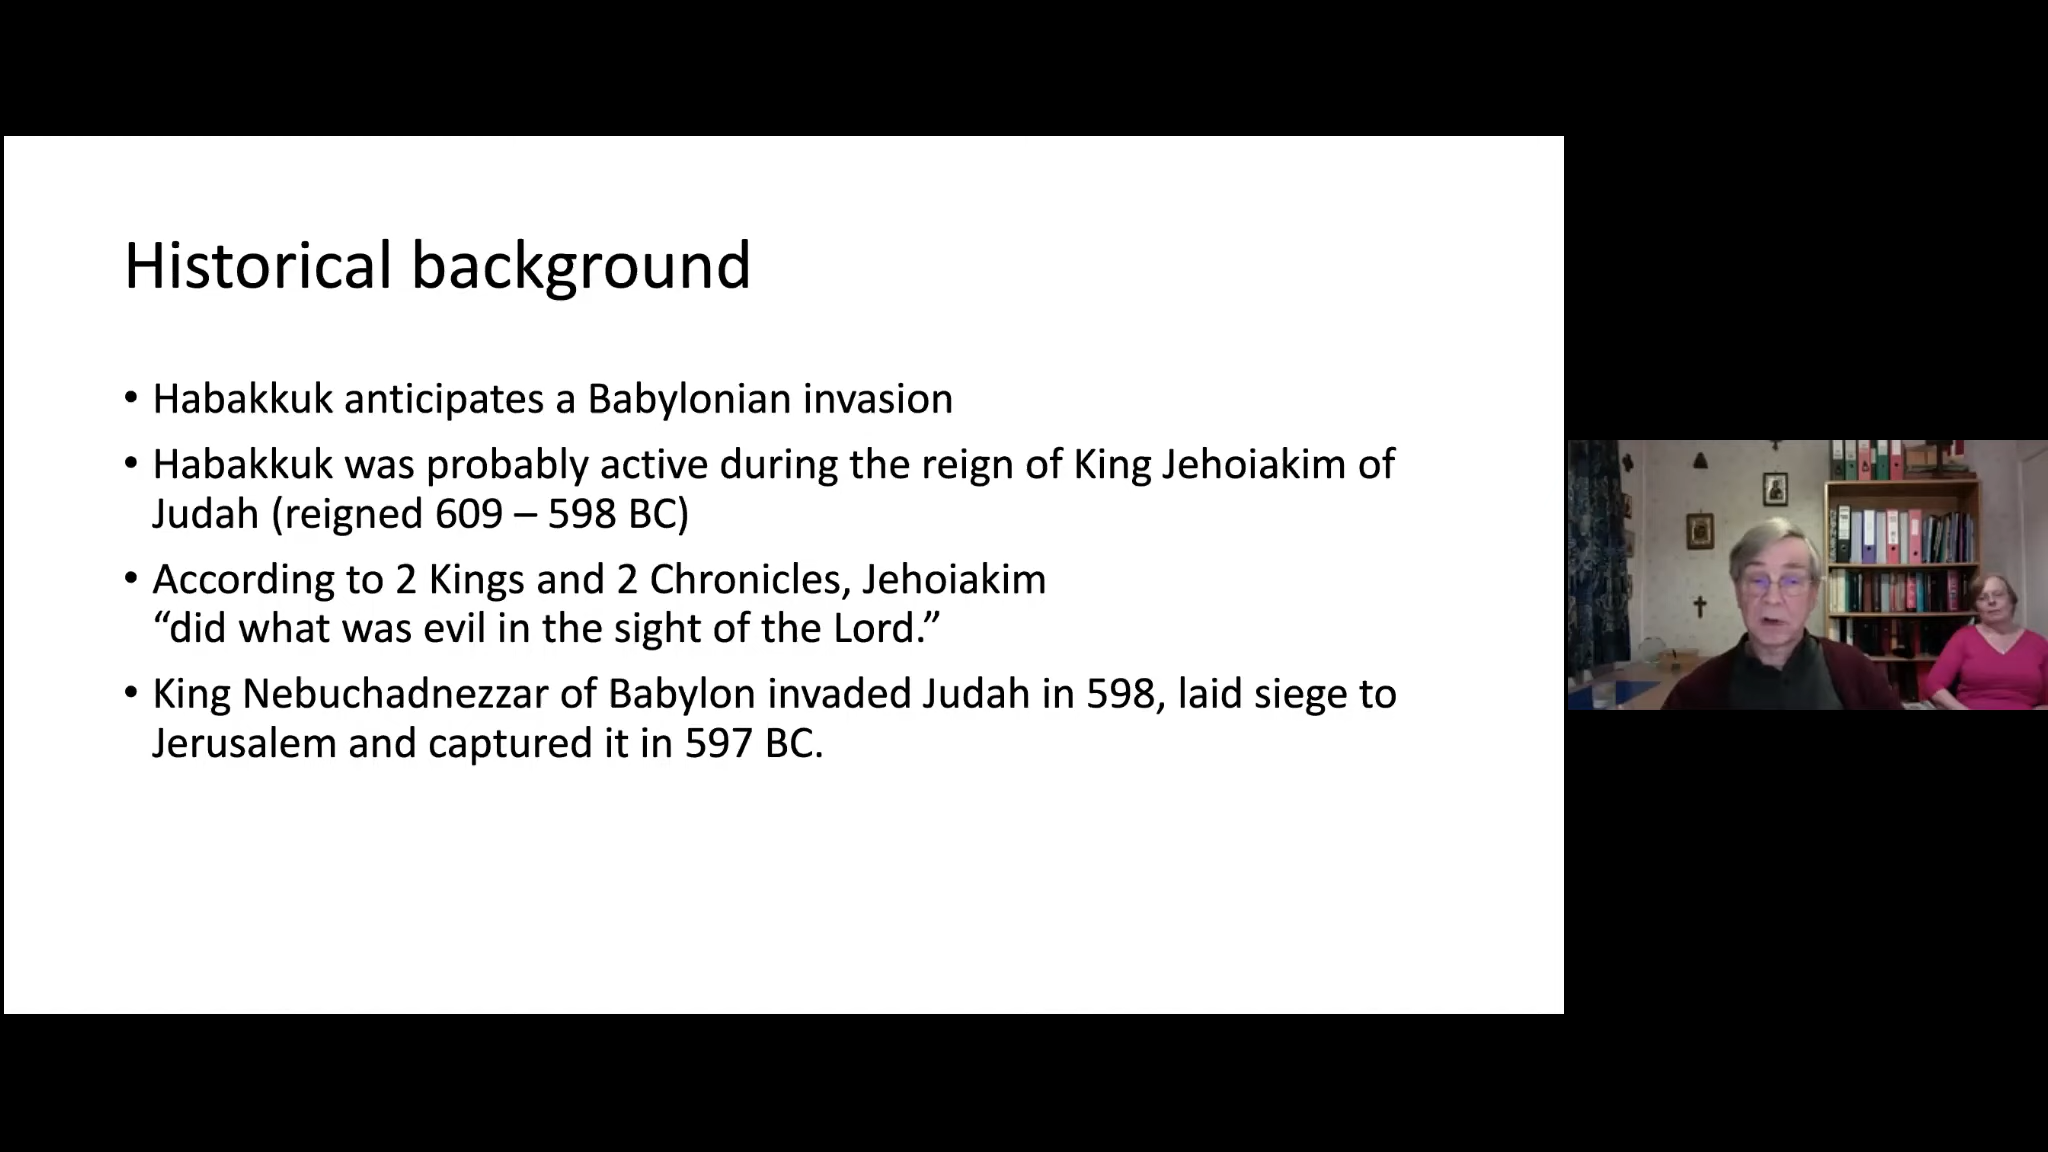 Historical background
• Habakkuk anticipates a Babylonian invasion
• Habakkuk was probably active during the reign of King Jehoiakim of
Judah (reigned 609 – 598 BC)
• According to 2 Kings and 2 Chronicles, Jehoiakim
“did what was evil in the sight of the Lord.”
• King Nebuchadnezzar of Babylon invaded Judah in 598, laid siege to
Jerusalem and captured it in 597 BC.